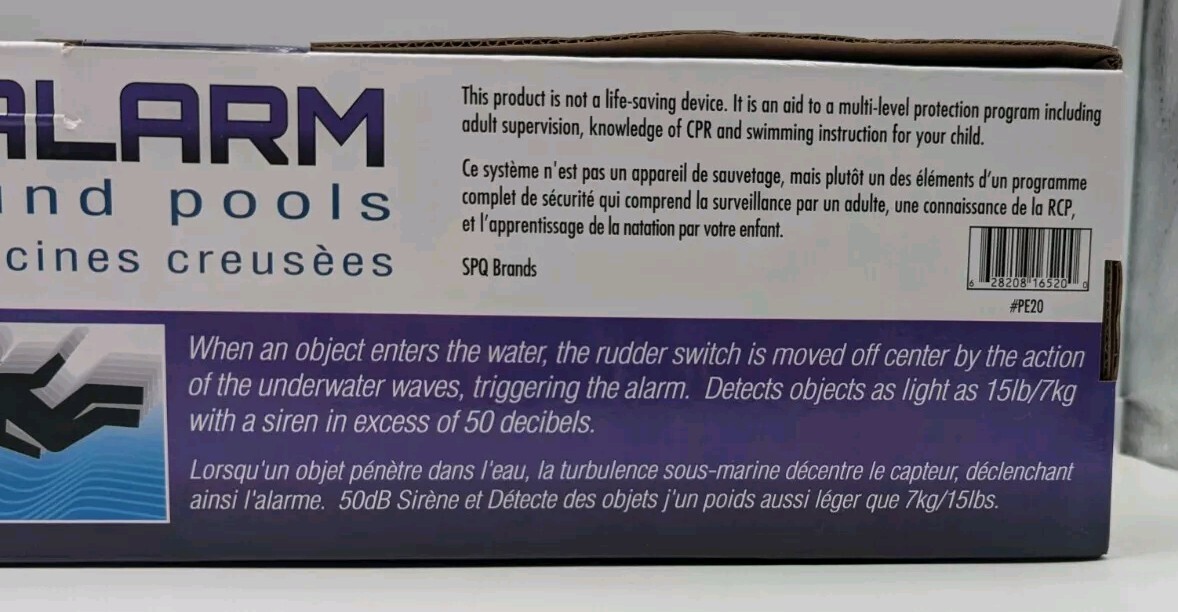 ALARM
und pools
cines creusèes
This product is not a life-saving device. It is an aid to a multi-level protection program including
adult supervision, knowledge of CPR and swimming instruction for your child.
Ce système n'est pas un appareil de sauvetage, mais plutôt un des éléments d'un programme
complet de sécurité qui comprend la surveillance par un adulte, une connaissance de la RCP,
et l'apprentissage de la natation par votre enfant.
SPQ Brands
6 28208 16520 0
#PE20
When an object enters the water, the rudder switch is moved off center by the action
of the underwater waves, triggering the alarm. Detects objects as light as 15lb/7kg
with a siren in excess of 50 decibels.
Lorsqu'un objet pénètre dans l'eau, la turbulence sous-marine décentre le capteur, déclenchant
ainsi l'alarme. 50dB Sirène et Détecte des objets j'un poids aussi léger que 7kg/15lbs.